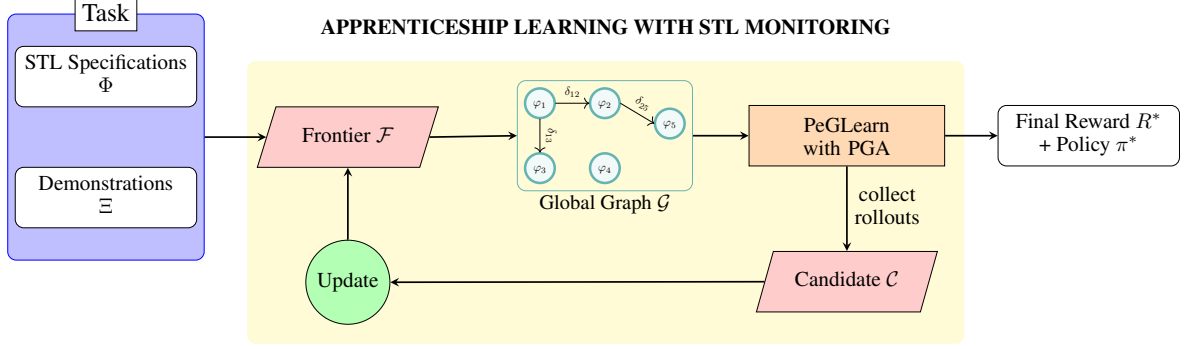 Task
APPRENTICESHIP LEARNING WITH STL MONITORING
STL Specifications
Φ
Demonstrations
Ξ
Frontier ℱ
φ₁
δ₁₂
φ₂
δ₂₅
φ₅
δ₁₃
φ₃
φ₄
Global Graph 𝒢
PeGLearn
with PGA
Final Reward R*
+ Policy π*
collect
rollouts
Update
Candidate 𝒞